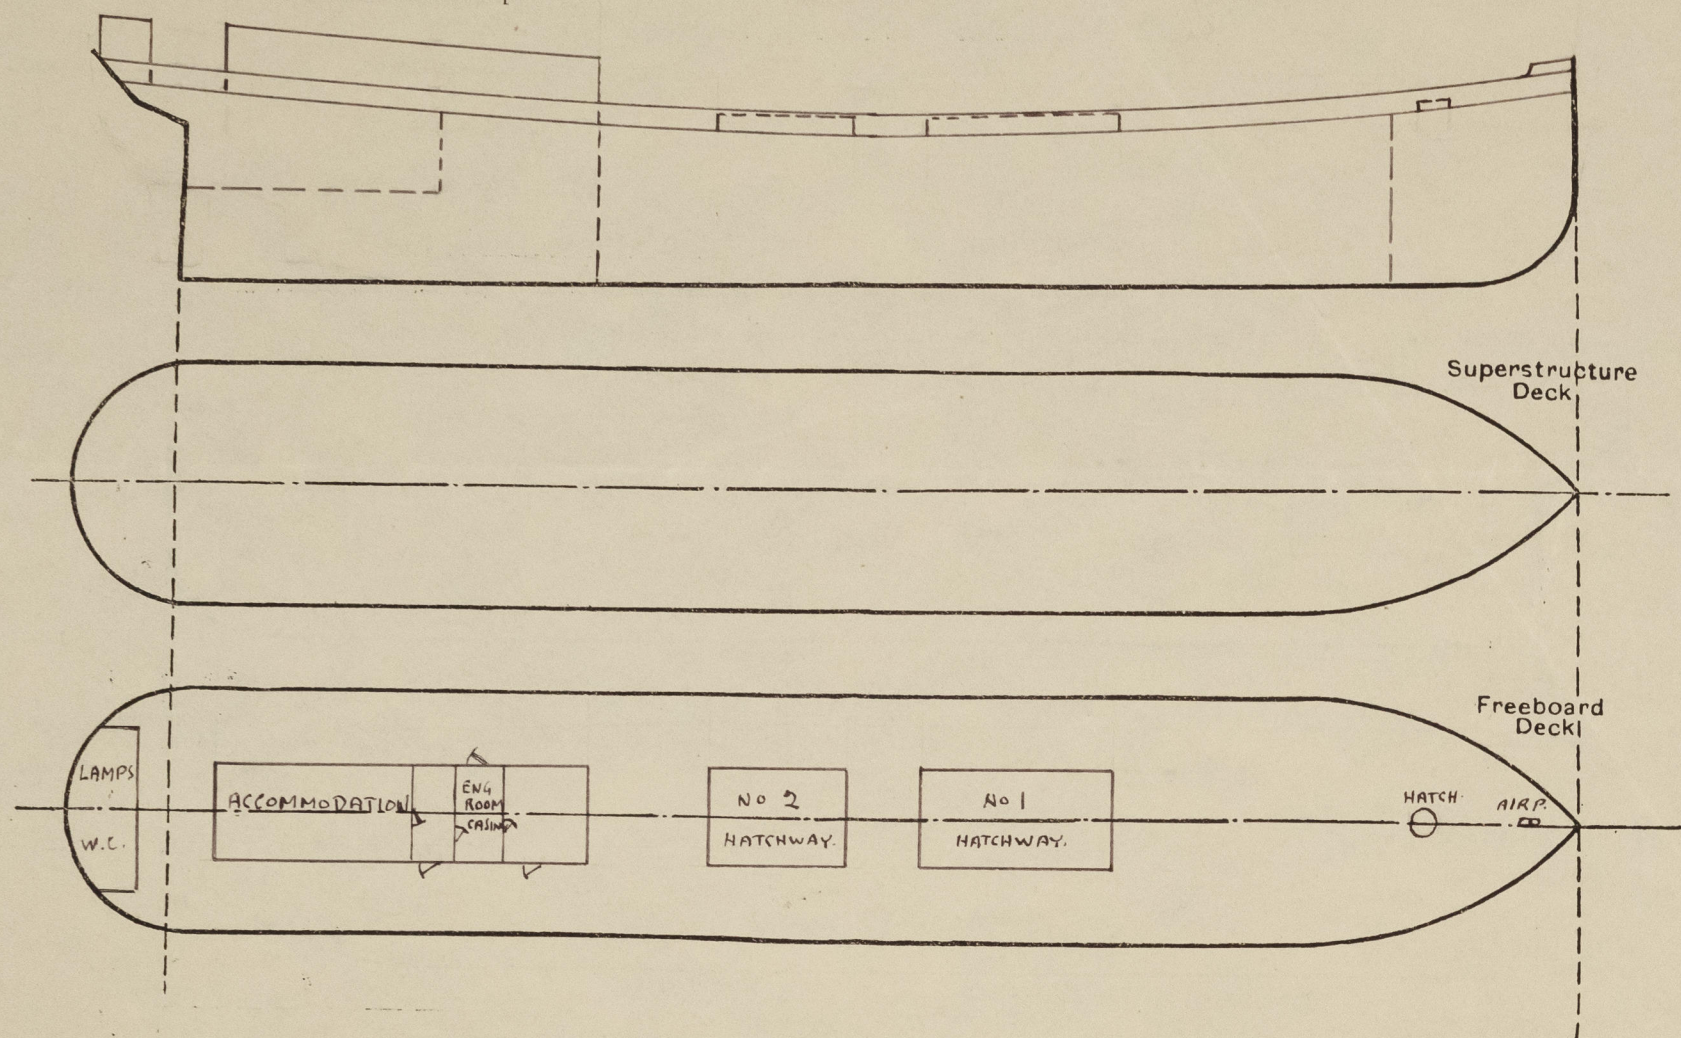 Superstructure
Deck
Freeboard
Deck
LAMPS
W.C.
ACCOMMODATION
ENG
ROOM
CASING
No 2
HATCHWAY.
No 1
HATCHWAY.
HATCH.
AIR P.